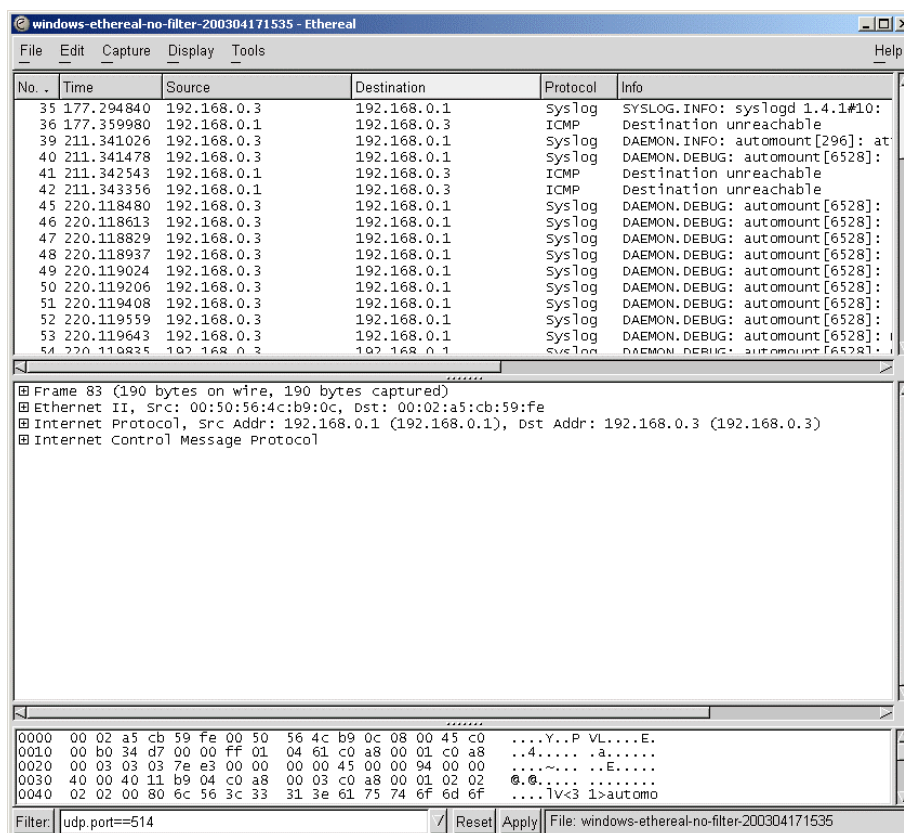 windows-ethereal-no-filter-200304171535 - Ethereal
File Edit Capture Display Tools Help
No. . Time Source Destination Protocol Info
35 177.294840 192.168.0.3 192.168.0.1 Syslog SYSLOG.INFO: syslogd 1.4.1#10:
36 177.359980 192.168.0.1 192.168.0.3 ICMP Destination unreachable
39 211.341026 192.168.0.3 192.168.0.1 Syslog DAEMON.INFO: automount[296]: at
40 211.341478 192.168.0.3 192.168.0.1 Syslog DAEMON.DEBUG: automount[6528]:
41 211.342543 192.168.0.1 192.168.0.3 ICMP Destination unreachable
42 211.343356 192.168.0.1 192.168.0.3 ICMP Destination unreachable
45 220.118480 192.168.0.3 192.168.0.1 Syslog DAEMON.DEBUG: automount[6528]:
46 220.118613 192.168.0.3 192.168.0.1 Syslog DAEMON.DEBUG: automount[6528]:
47 220.118829 192.168.0.3 192.168.0.1 Syslog DAEMON.DEBUG: automount[6528]:
48 220.118937 192.168.0.3 192.168.0.1 Syslog DAEMON.DEBUG: automount[6528]:
49 220.119024 192.168.0.3 192.168.0.1 Syslog DAEMON.DEBUG: automount[6528]:
50 220.119206 192.168.0.3 192.168.0.1 Syslog DAEMON.DEBUG: automount[6528]:
51 220.119408 192.168.0.3 192.168.0.1 Syslog DAEMON.DEBUG: automount[6528]:
52 220.119559 192.168.0.3 192.168.0.1 Syslog DAEMON.DEBUG: automount[6528]:
53 220.119643 192.168.0.3 192.168.0.1 Syslog DAEMON.DEBUG: automount[6528]:
54 220.119835 192.168.0.3 192.168.0.1 Syslog DAEMON.DEBUG: automount[6528]:
Frame 83 (190 bytes on wire, 190 bytes captured)
Ethernet II, Src: 00:50:56:4c:b9:0c, Dst: 00:02:a5:cb:59:fe
Internet Protocol, Src Addr: 192.168.0.1 (192.168.0.1), Dst Addr: 192.168.0.3 (192.168.0.3)
Internet Control Message Protocol
0000 00 02 a5 cb 59 fe 00 50 56 4c b9 0c 08 00 45 c0 ....Y..P VL....E.
0010 00 b0 34 d7 00 00 ff 01 04 61 c0 a8 00 01 c0 a8 ..4..... .a......
0020 00 03 03 03 7e e3 00 00 00 00 45 00 00 94 00 00 ....~... ..E.....
0030 40 00 40 11 b9 04 c0 a8 00 03 c0 a8 00 01 02 02 @.@..... ........
0040 02 02 00 80 6c 56 3c 33 31 3e 61 75 74 6f 6d 6f ....lV<3 1>automo
Filter: udp.port==514 Reset Apply File: windows-ethereal-no-filter-200304171535